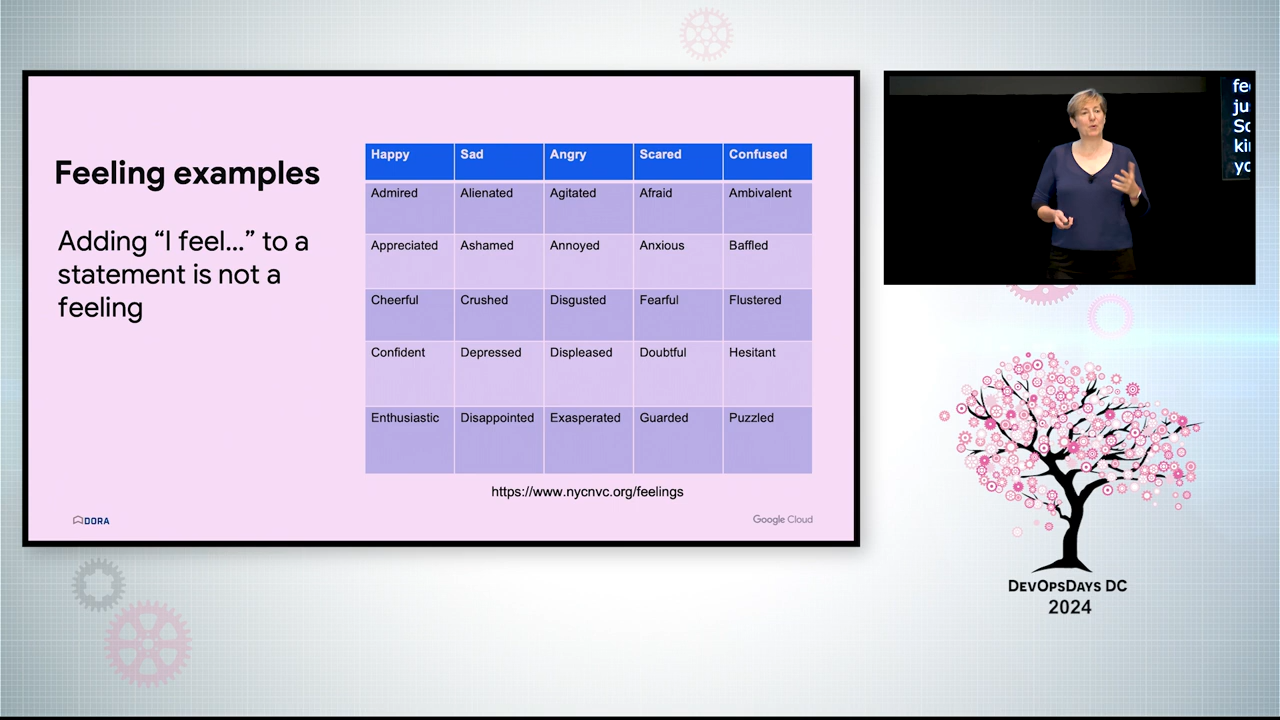 Feeling examples
Adding “I feel...” to a
statement is not a
feeling
Happy Sad Angry Scared Confused
Admired Alienated Agitated Afraid Ambivalent
Appreciated Ashamed Annoyed Anxious Baffled
Cheerful Crushed Disgusted Fearful Flustered
Confident Depressed Displeased Doubtful Hesitant
Enthusiastic Disappointed Exasperated Guarded Puzzled
https://www.nycnvc.org/feelings
DORA
Google Cloud
DevOpsDays DC
2024